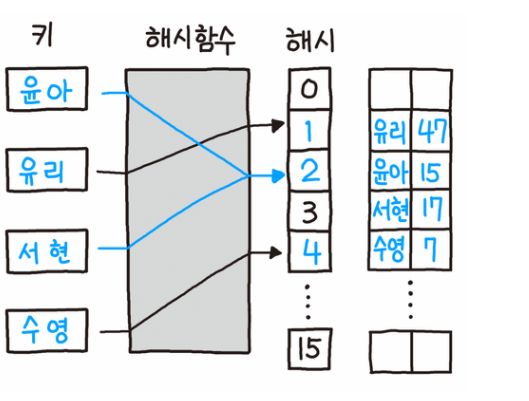 키 해시함수 해시
윤아 0
1 유리 47
유리 2 윤아 15
서현 3 서현 17
4 수영 7
수영 15